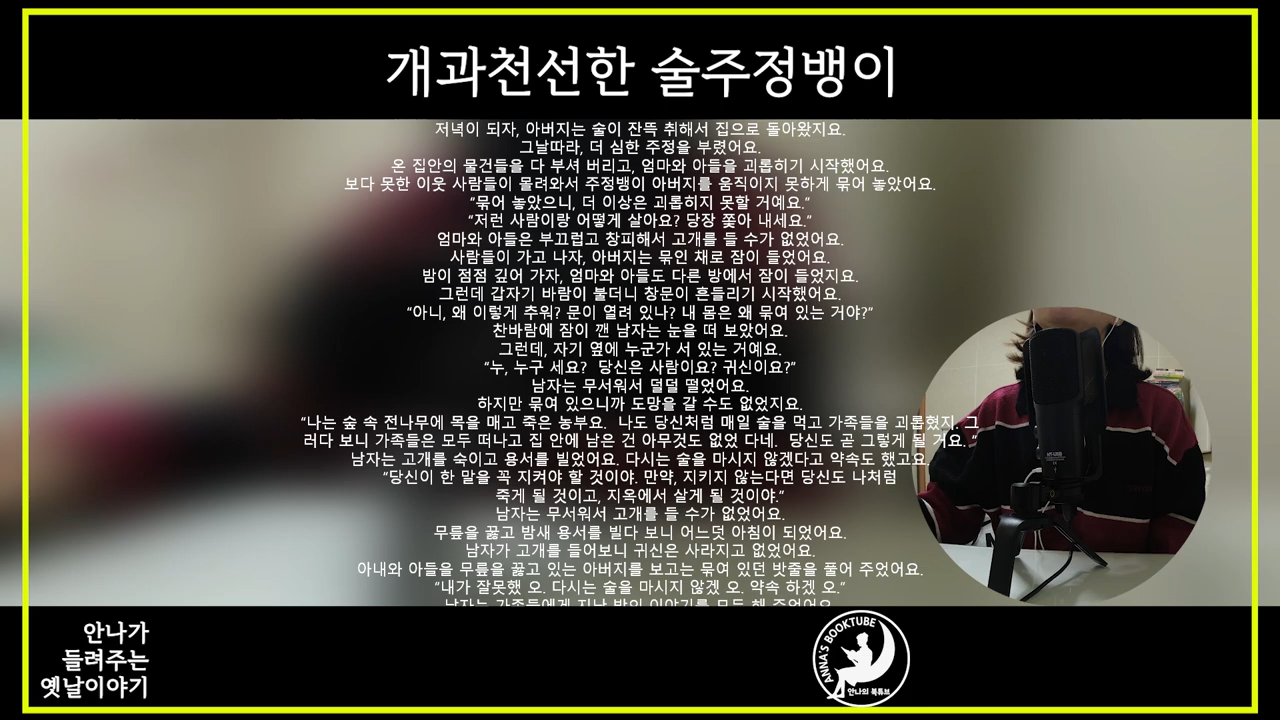 개과천선한 술주정뱅이
저녁이 되자, 아버지는 술이 잔뜩 취해서 집으로 돌아왔지요.
그날따라, 더 심한 주정을 부렸어요.
온 집안의 물건들을 다 부셔 버리고, 엄마와 아들을 괴롭히기 시작했어요.
보다 못한 이웃 사람들이 몰려와서 주정뱅이 아버지를 움직이지 못하게 묶어 놓았어요.
"묶어 놓았으니, 더 이상은 괴롭히지 못할 거예요."
"저런 사람이랑 어떻게 살아요? 당장 쫓아 내세요."
엄마와 아들은 부끄럽고 창피해서 고개를 들 수가 없었어요.
사람들이 가고 나자, 아버지는 묶인 채로 잠이 들었어요.
밤이 점점 깊어 가자, 엄마와 아들도 다른 방에서 잠이 들었지요.
그런데 갑자기 바람이 불더니 창문이 흔들리기 시작했어요.
"아니, 왜 이렇게 추워? 문이 열려 있나? 내 몸은 왜 묶여 있는 거야?"
찬바람에 잠이 깬 남자는 눈을 떠 보았어요.
그런데, 자기 옆에 누군가 서 있는 거예요.
"누, 누구 세요?  당신은 사람이요? 귀신이요?"
남자는 무서워서 덜덜 떨었어요.
하지만 묶여 있으니까 도망을 갈 수도 없었지요.
"나는 숲 속 전나무에 목을 매고 죽은 농부요.  나도 당신처럼 매일 술을 먹고 가족들을 괴롭혔지. 그
러다 보니 가족들은 모두 떠나고 집 안에 남은 건 아무것도 없었 다네.  당신도 곧 그렇게 될 거요. "
남자는 고개를 숙이고 용서를 빌었어요. 다시는 술을 마시지 않겠다고 약속도 했고요.
"당신이 한 말을 꼭 지켜야 할 것이야. 만약, 지키지 않는다면 당신도 나처럼
죽게 될 것이고, 지옥에서 살게 될 것이야."
남자는 무서워서 고개를 들 수가 없었어요.
무릎을 꿇고 밤새 용서를 빌다 보니 어느덧 아침이 되었어요.
남자가 고개를 들어보니 귀신은 사라지고 없었어요.
아내와 아들을 무릎을 꿇고 있는 아버지를 보고는 묶여 있던 밧줄을 풀어 주었어요.
"내가 잘못했 오. 다시는 술을 마시지 않겠 오. 약속 하겠 오."
남자는 가족들에게 지난 밤의 이야기를 모두 해 주었어요.
안나가
들려주는
옛날이야기
ANNA'S BOOKTUBE
안나의 북튜브